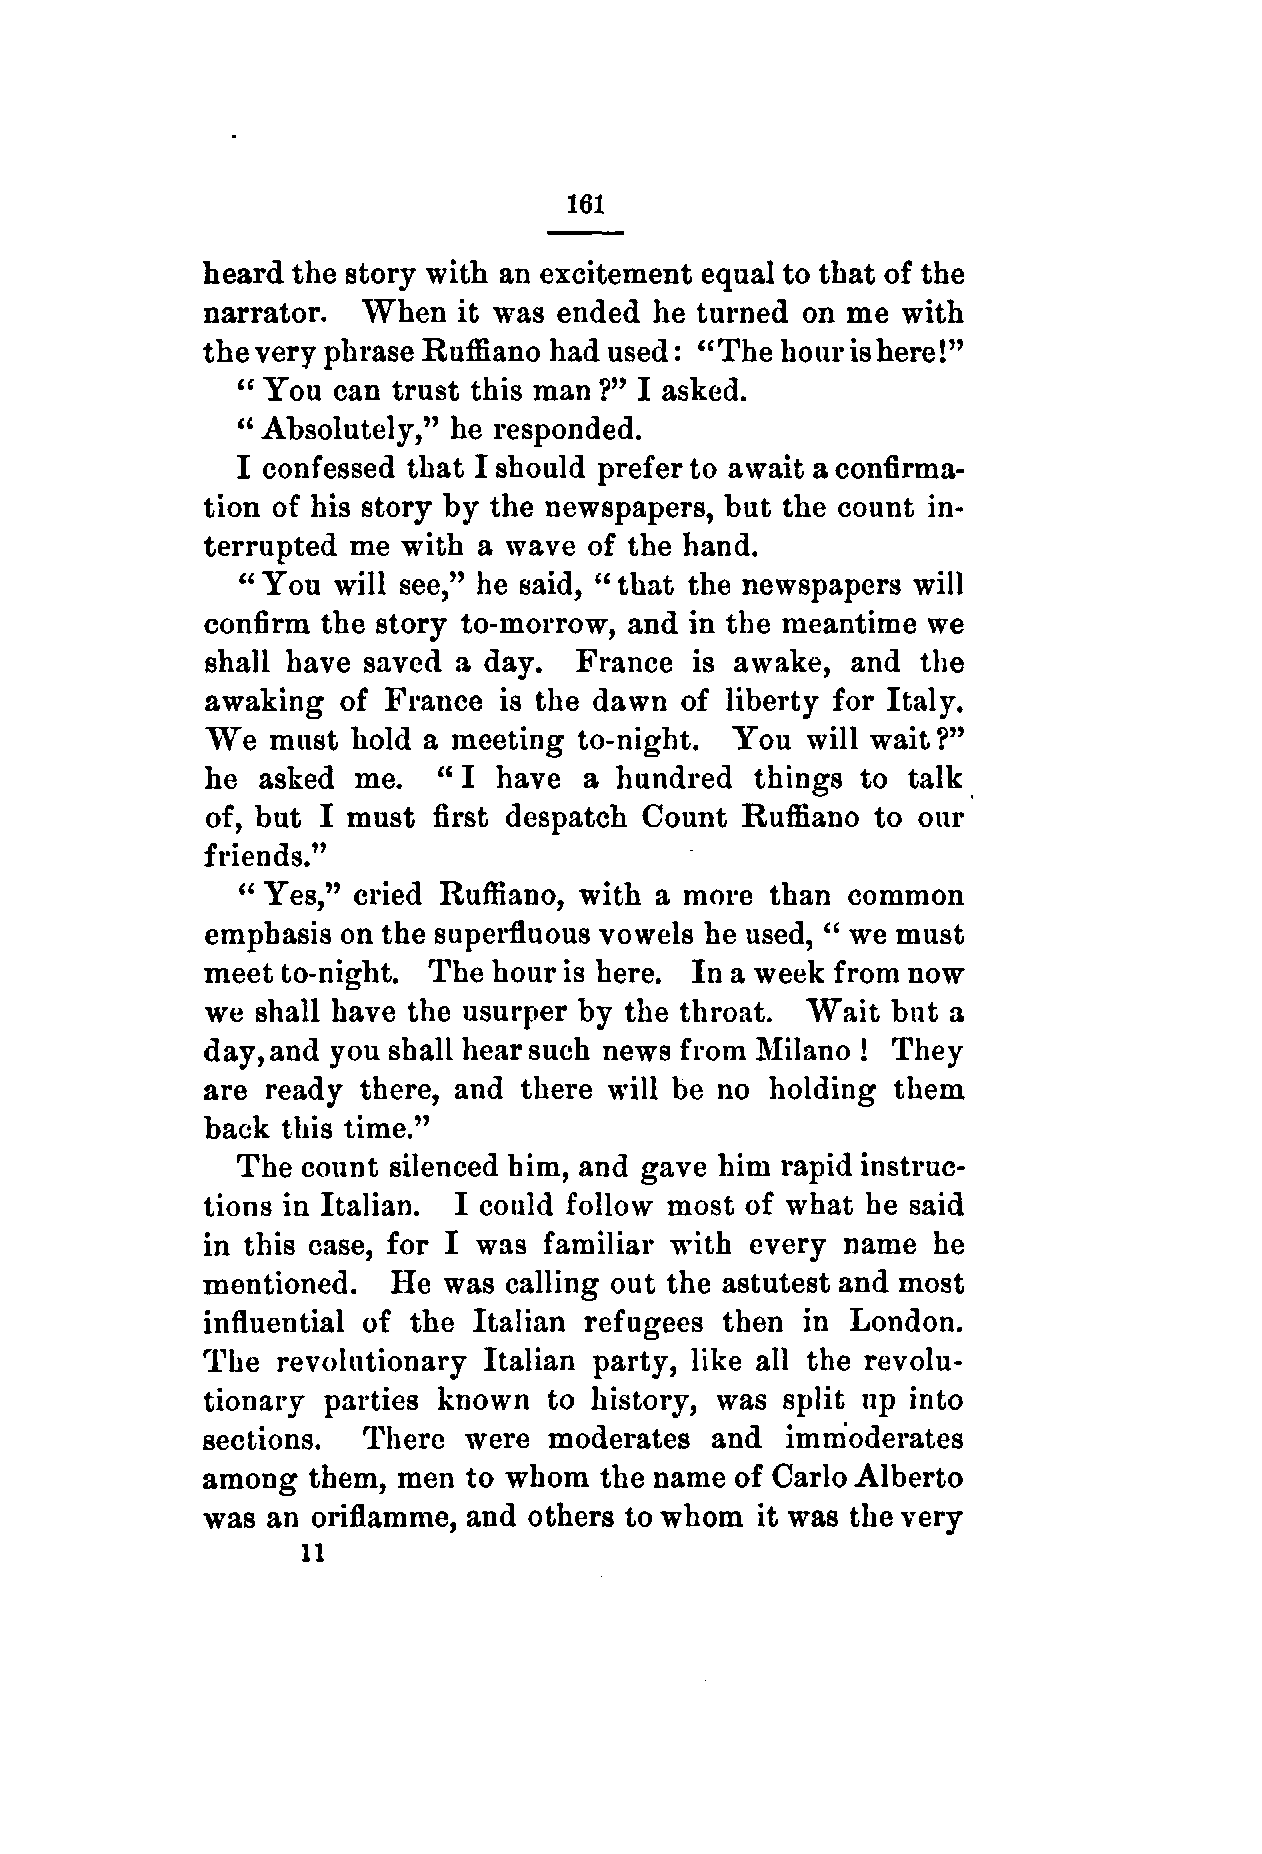 161
heard the story with an excitement equal to that of the
narrator. When it was ended he turned on me with
the very phrase Ruffiano had used: “The hour is here!”
“You can trust this man?” I asked.
“Absolutely,” he responded.
I confessed that I should prefer to await a confirma-
tion of his story by the newspapers, but the count in-
terrupted me with a wave of the hand.
“You will see,” he said, “that the newspapers will
confirm the story to-morrow, and in the meantime we
shall have saved a day. France is awake, and the
awaking of France is the dawn of liberty for Italy.
We must hold a meeting to-night. You will wait?”
he asked me. “I have a hundred things to talk
of, but I must first despatch Count Ruffiano to our
friends.”
“Yes,” cried Ruffiano, with a more than common
emphasis on the superfluous vowels he used, “we must
meet to-night. The hour is here. In a week from now
we shall have the usurper by the throat. Wait but a
day, and you shall hear such news from Milano! They
are ready there, and there will be no holding them
back this time.”
The count silenced him, and gave him rapid instruc-
tions in Italian. I could follow most of what he said
in this case, for I was familiar with every name he
mentioned. He was calling out the astutest and most
influential of the Italian refugees then in London.
The revolutionary Italian party, like all the revolu-
tionary parties known to history, was split up into
sections. There were moderates and immoderates
among them, men to whom the name of Carlo Alberto
was an oriflamme, and others to whom it was the very
11